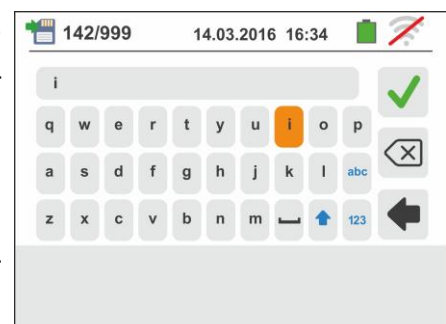 142/999 14.03.2016 16:34
i
q w e r t y u i o p
a s d f g h j k l abc
z x c v b n m 123